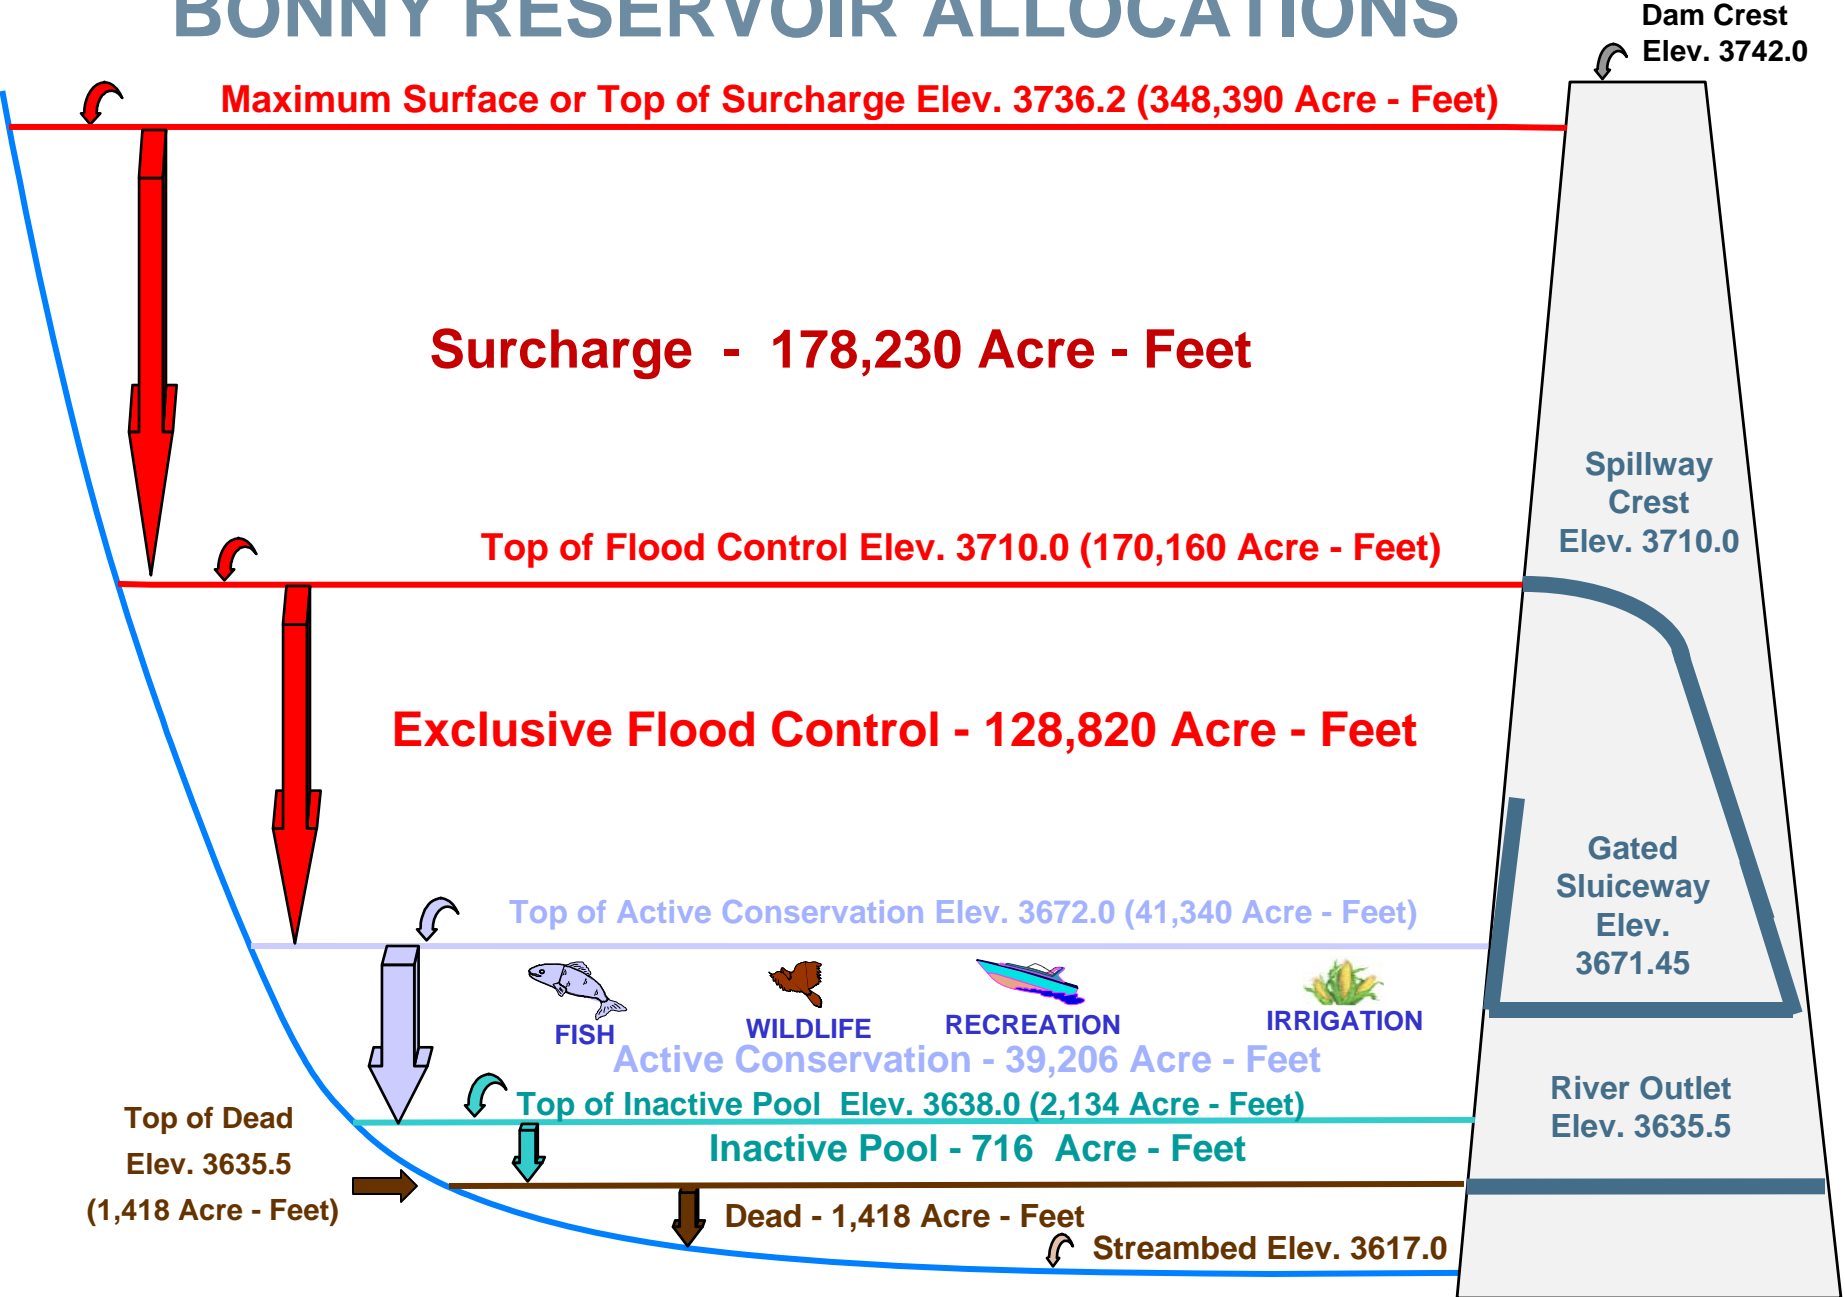 BONNY RESERVOIR ALLOCATIONS
Dam Crest
Elev. 3742.0
Maximum Surface or Top of Surcharge Elev. 3736.2 (348,390 Acre - Feet)
Surcharge - 178,230 Acre - Feet
Spillway
Crest
Elev. 3710.0
Top of Flood Control Elev. 3710.0 (170,160 Acre - Feet)
Exclusive Flood Control - 128,820 Acre - Feet
Gated
Sluiceway
Elev.
3671.45
Top of Active Conservation Elev. 3672.0 (41,340 Acre - Feet)
FISH
WILDLIFE
RECREATION
IRRIGATION
Active Conservation - 39,206 Acre - Feet
Top of Inactive Pool Elev. 3638.0 (2,134 Acre - Feet)
River Outlet
Elev. 3635.5
Inactive Pool - 716 Acre - Feet
Top of Dead
Elev. 3635.5
(1,418 Acre - Feet)
Dead - 1,418 Acre - Feet
Streambed Elev. 3617.0